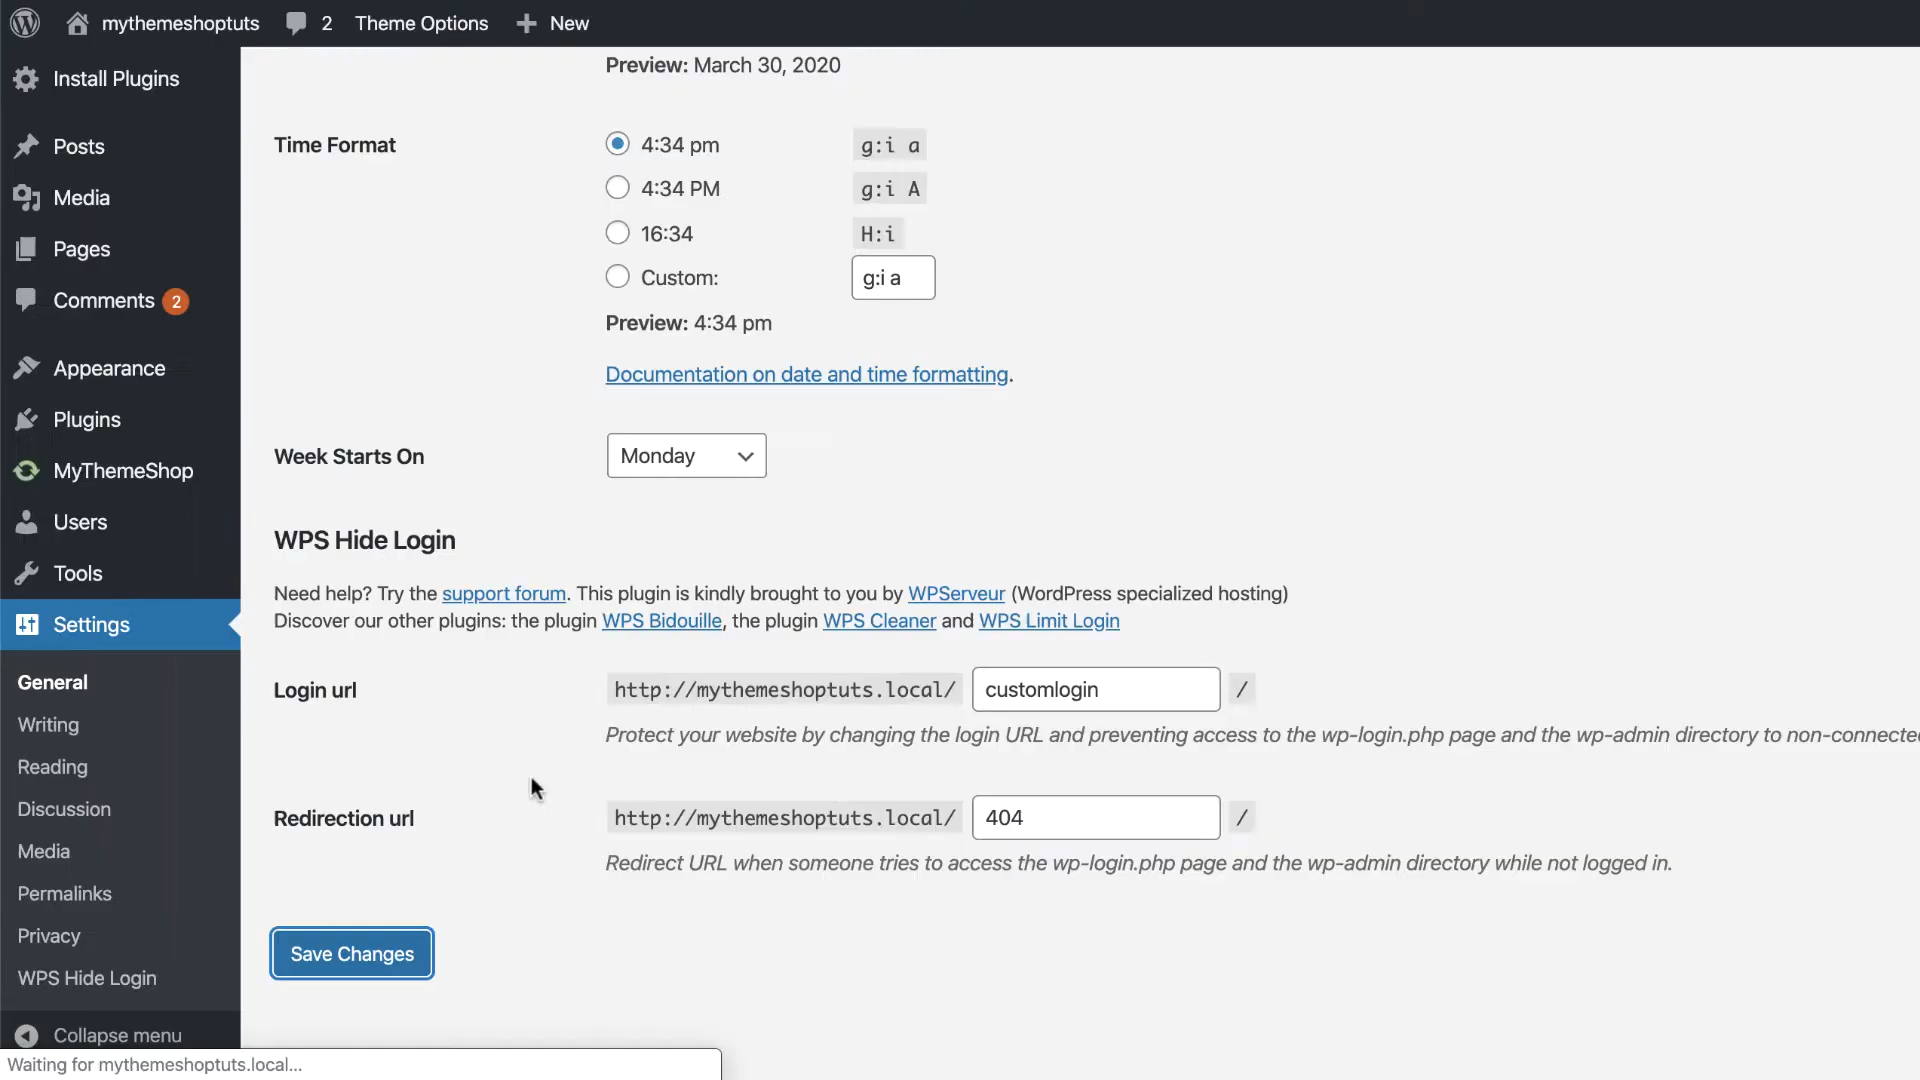 mythemeshoptuts 2 Theme Options New
Install Plugins
Posts
Media
Pages
Comments 2
Appearance
Plugins
MyThemeShop
Users
Tools
Settings
General
Writing
Reading
Discussion
Media
Permalinks
Privacy
WPS Hide Login
Collapse menu
Preview: March 30, 2020
Time Format
4:34 pm g:i a
4:34 PM g:i A
16:34 H:i
Custom: g:i a
Preview: 4:34 pm
Documentation on date and time formatting.
Week Starts On Monday
WPS Hide Login
Need help? Try the support forum. This plugin is kindly brought to you by WPServeur (WordPress specialized hosting)
Discover our other plugins: the plugin WPS Bidouille, the plugin WPS Cleaner and WPS Limit Login
Login url http://mythemeshoptuts.local/ customlogin /
Protect your website by changing the login URL and preventing access to the wp-login.php page and the wp-admin directory to non-connecte
Redirection url http://mythemeshoptuts.local/ 404 /
Redirect URL when someone tries to access the wp-login.php page and the wp-admin directory while not logged in.
Save Changes
Waiting for mythemeshoptuts.local...